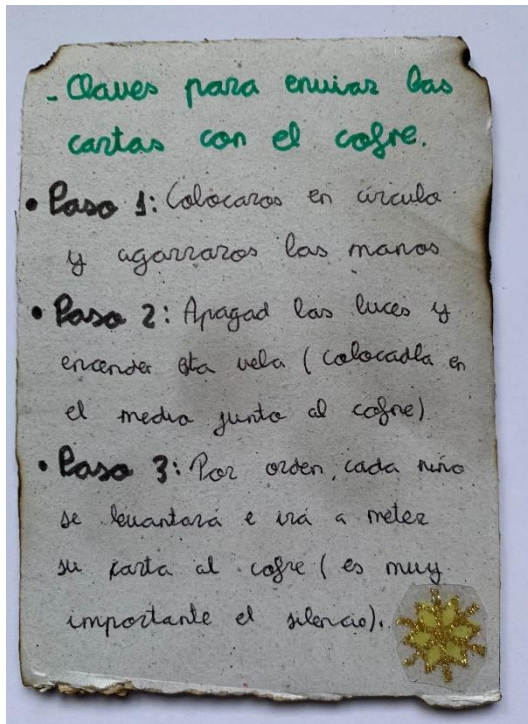 - Claves para enviar las
cartas con el cofre.
• Paso 1: Colocaros en círculo
y agarraros las manos
• Paso 2: Apagad las luces y
encender esta vela (colocadla en
el medio junto al cofre).
• Paso 3: Por orden, cada niño
se levantará e irá a meter
su carta al cofre (es muy
importante el silencio).